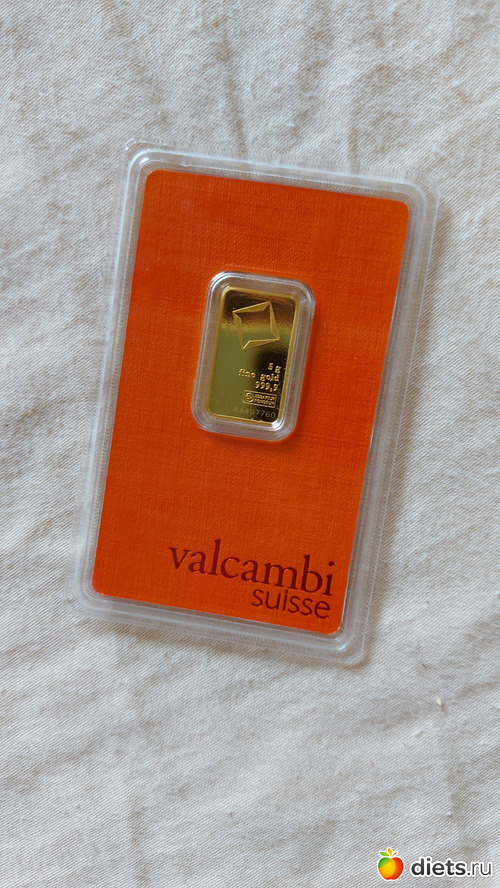 5 g
fine gold
999,9
ESSAYEUR
FONDEUR
AA497760
valcambi
suisse
diets.ru